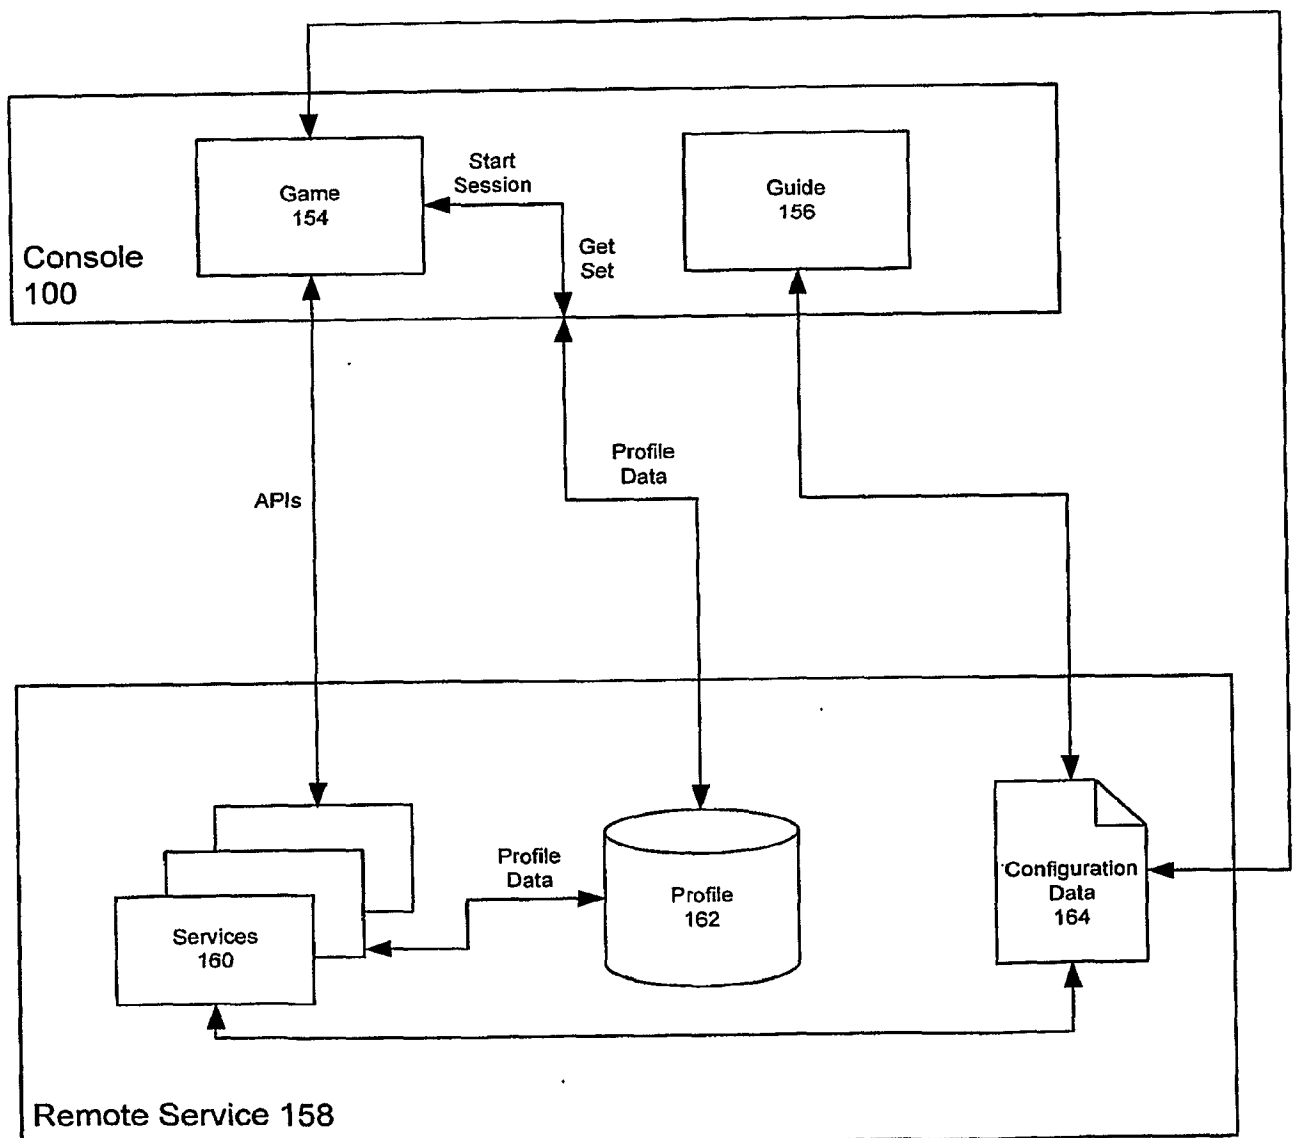 Start
Session
Game
154
Guide
156
Get
Set
Console
100
Profile
Data
APIs
Profile
Data
Services
160
Profile
162
Configuration
Data
164
Remote Service 158